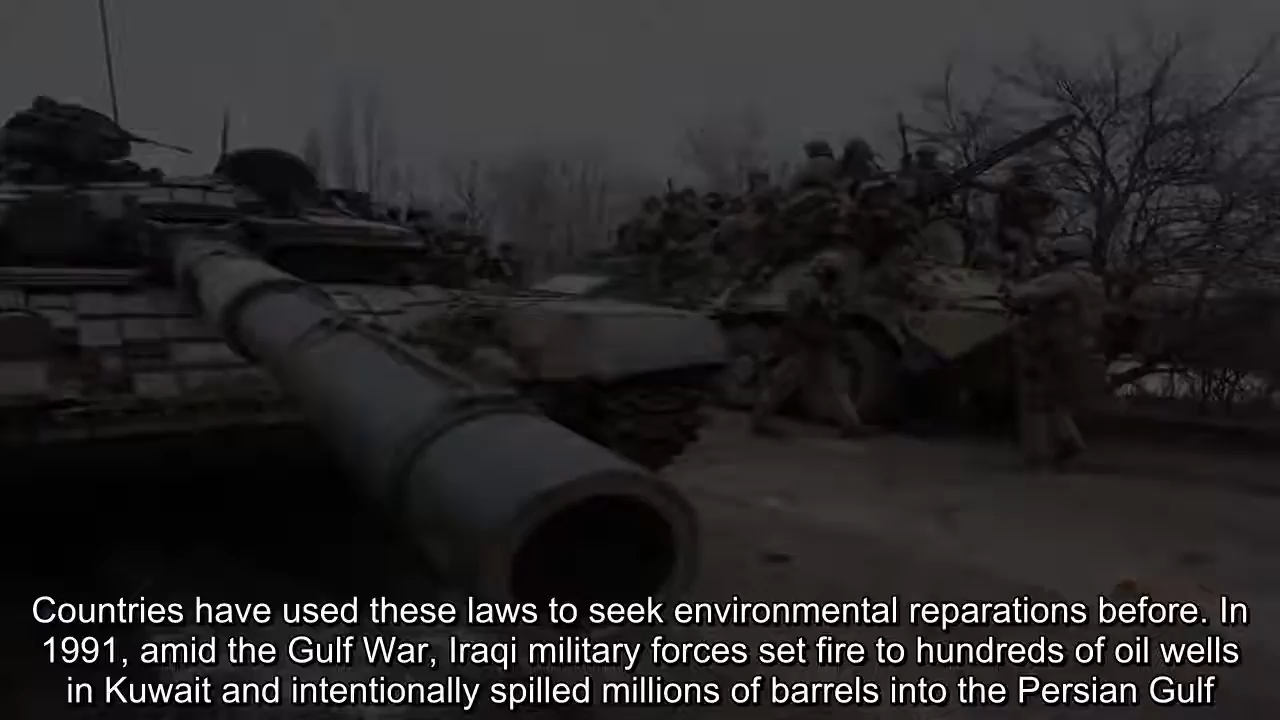 Countries have used these laws to seek environmental reparations before. In
1991, amid the Gulf War, Iraqi military forces set fire to hundreds of oil wells
in Kuwait and intentionally spilled millions of barrels into the Persian Gulf